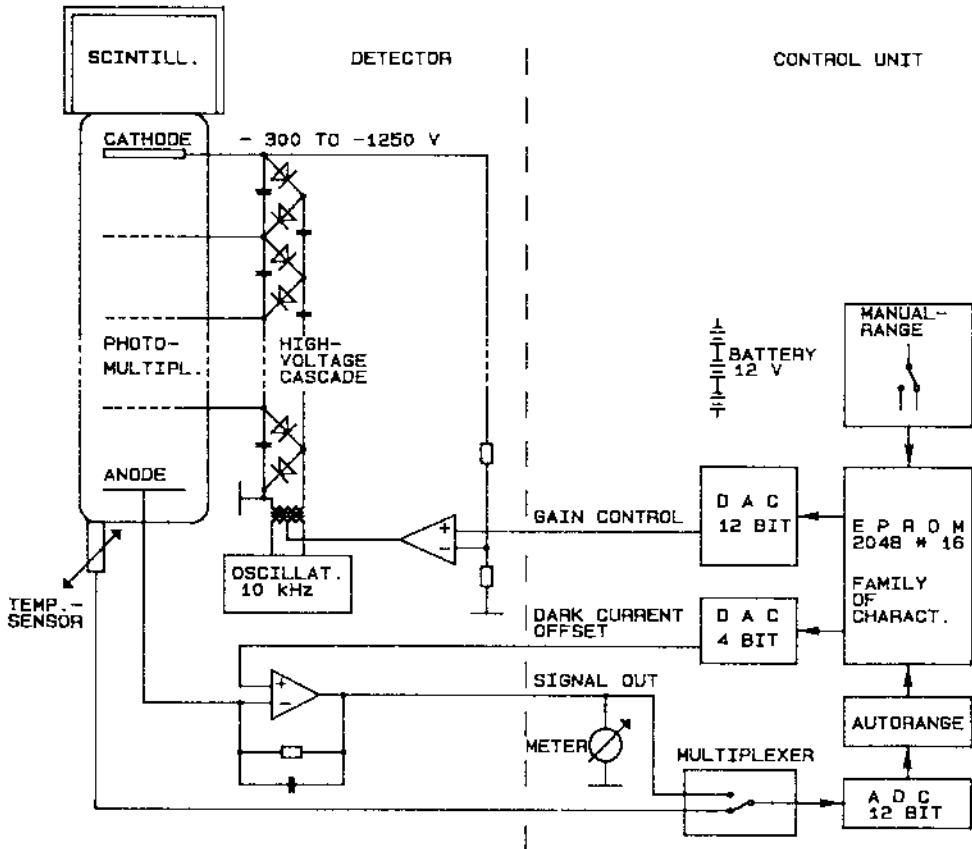 SCINTILL.
DETECTOR
CONTROL UNIT
CATHODE
- 300 TO -1250 V
MANUAL-
RANGE
PHOTO-
MULTIPL.
HIGH-
VOLTAGE
CASCADE
BATTERY
12 V
ANODE
GAIN CONTROL
D A C
12 BIT
E P R O M
2048 * 16
FAMILY
OF
CHARACT.
OSCILLAT.
10 kHz
TEMP.-
SENSOR
DARK CURRENT
OFFSET
D A C
4 BIT
SIGNAL OUT
AUTORANGE
METER
MULTIPLEXER
A D C
12 BIT
+
-
+
-